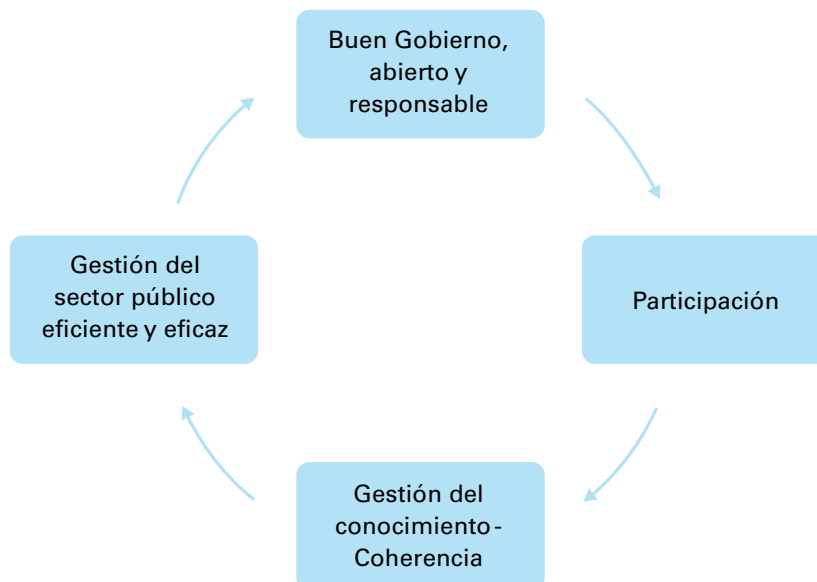 Buen Gobierno,
abierto y
responsable
Gestión del
sector público
eficiente y eficaz
Participación
Gestión del
conocimiento-
Coherencia